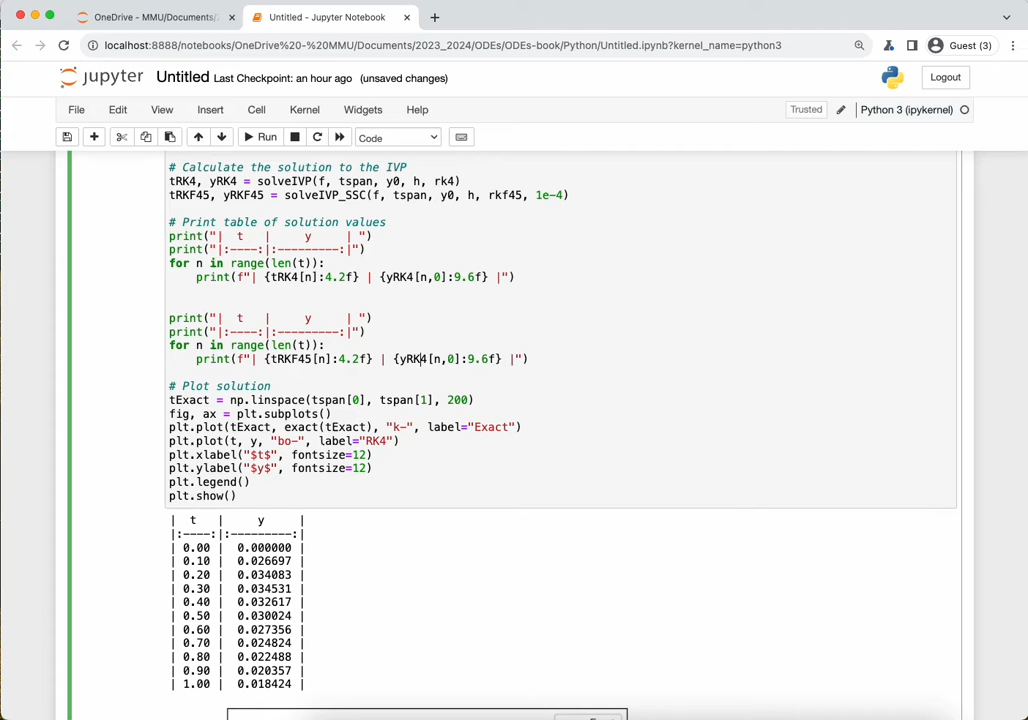 OneDrive - MMU/Documents/2
Untitled - Jupyter Notebook
localhost:8888/notebooks/OneDrive%20-%20MMU/Documents/2023_2024/ODEs/ODEs-book/Python/Untitled.ipynb?kernel_name=python3
Guest (3)
jupyter Untitled Last Checkpoint: an hour ago (unsaved changes)
Logout
File Edit View Insert Cell Kernel Widgets Help
Trusted Python 3 (ipykernel)
Run Code
# Calculate the solution to the IVP
tRK4, yRK4 = solveIVP(f, tspan, y0, h, rk4)
tRKF45, yRKF45 = solveIVP_SSC(f, tspan, y0, h, rkf45, 1e-4)
# Print table of solution values
print("|  t   |     y     | ")
print("|:----:|:---------:|")
for n in range(len(t)):
    print(f"| {tRK4[n]:4.2f} | {yRK4[n,0]:9.6f} |")
print("|  t   |     y     | ")
print("|:----:|:---------:|")
for n in range(len(t)):
    print(f"| {tRKF45[n]:4.2f} | {yRK4[n,0]:9.6f} |")
# Plot solution
tExact = np.linspace(tspan[0], tspan[1], 200)
fig, ax = plt.subplots()
plt.plot(tExact, exact(tExact), "k-", label="Exact")
plt.plot(t, y, "bo-", label="RK4")
plt.xlabel("$t$", fontsize=12)
plt.ylabel("$y$", fontsize=12)
plt.legend()
plt.show()
|  t   |     y     |
|:----:|:---------:|
| 0.00 |  0.000000 |
| 0.10 |  0.026697 |
| 0.20 |  0.034083 |
| 0.30 |  0.034531 |
| 0.40 |  0.032617 |
| 0.50 |  0.030024 |
| 0.60 |  0.027356 |
| 0.70 |  0.024824 |
| 0.80 |  0.022488 |
| 0.90 |  0.020357 |
| 1.00 |  0.018424 |